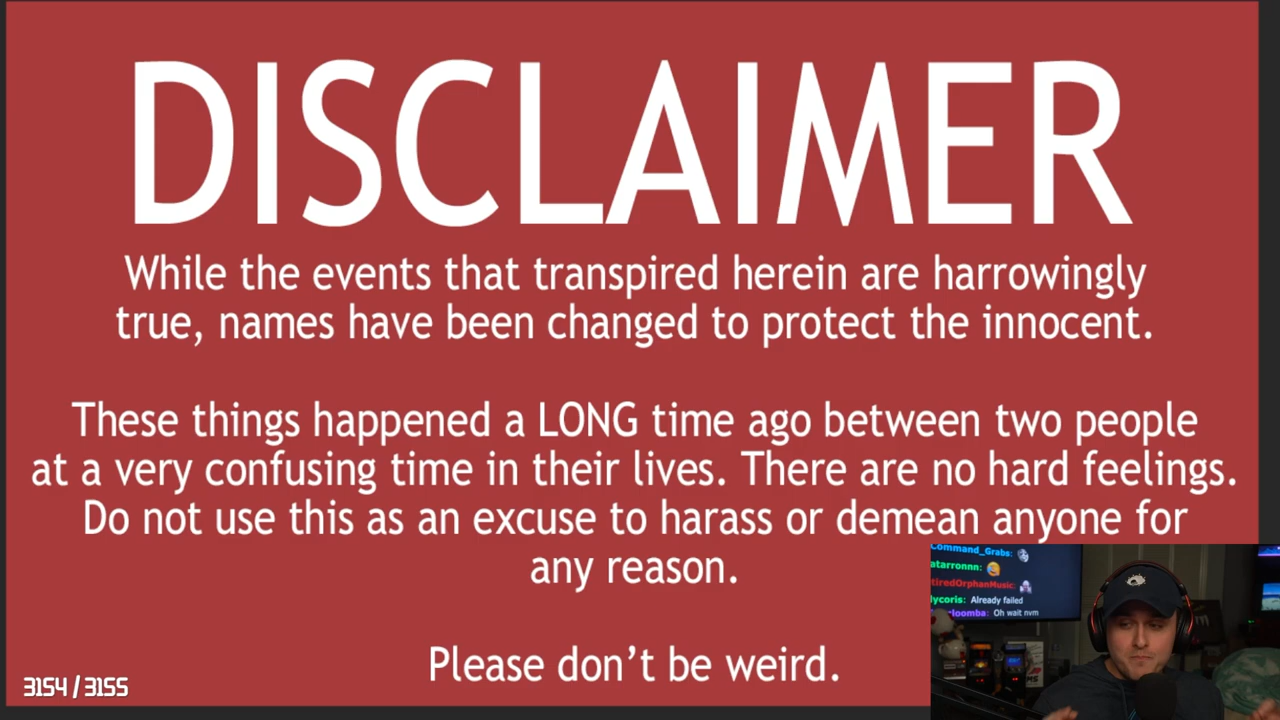 DISCLAIMER
While the events that transpired herein are harrowingly
true, names have been changed to protect the innocent.
These things happened a LONG time ago between two people
at a very confusing time in their lives. There are no hard feelings.
Do not use this as an excuse to harass or demean anyone for
any reason.
Please don't be weird.
3154 / 3155
Command_Grabs:
atarronnn:
tiredOrphanMusic:
lycoris: Already failed
loomba: Oh wait nvm